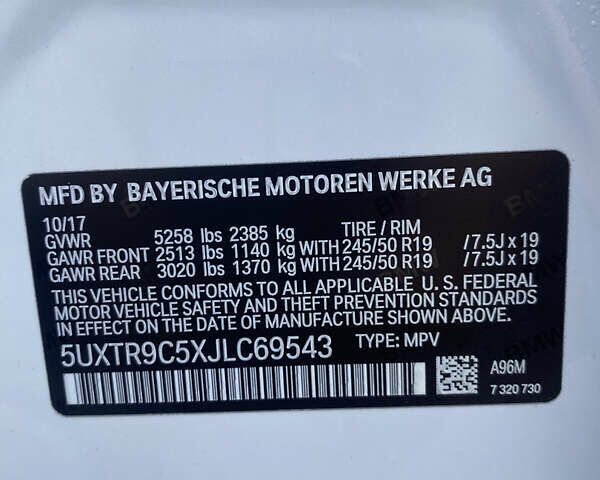 MFD BY BAYERISCHE MOTOREN WERKE AG
10/17
GVWR 5258 lbs 2385 kg TIRE / RIM
GAWR FRONT 2513 lbs 1140 kg WITH 245/50 R19 /7.5J x 19
GAWR REAR 3020 lbs 1370 kg WITH 245/50 R19 /7.5J x 19
THIS VEHICLE CONFORMS TO ALL APPLICABLE U. S. FEDERAL
MOTOR VEHICLE SAFETY AND THEFT PREVENTION STANDARDS
IN EFFECT ON THE DATE OF MANUFACTURE SHOWN ABOVE.
5UXTR9C5XJLC69543 TYPE: MPV
A96M
7 320 730